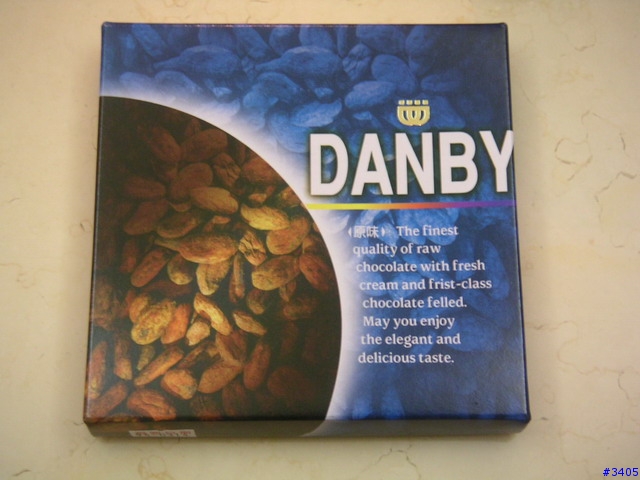 DANBY
(原味) The finest
quality of raw
chocolate with fresh
cream and frist-class
chocolate felled.
May you enjoy
the elegant and
delicious taste.
#3405